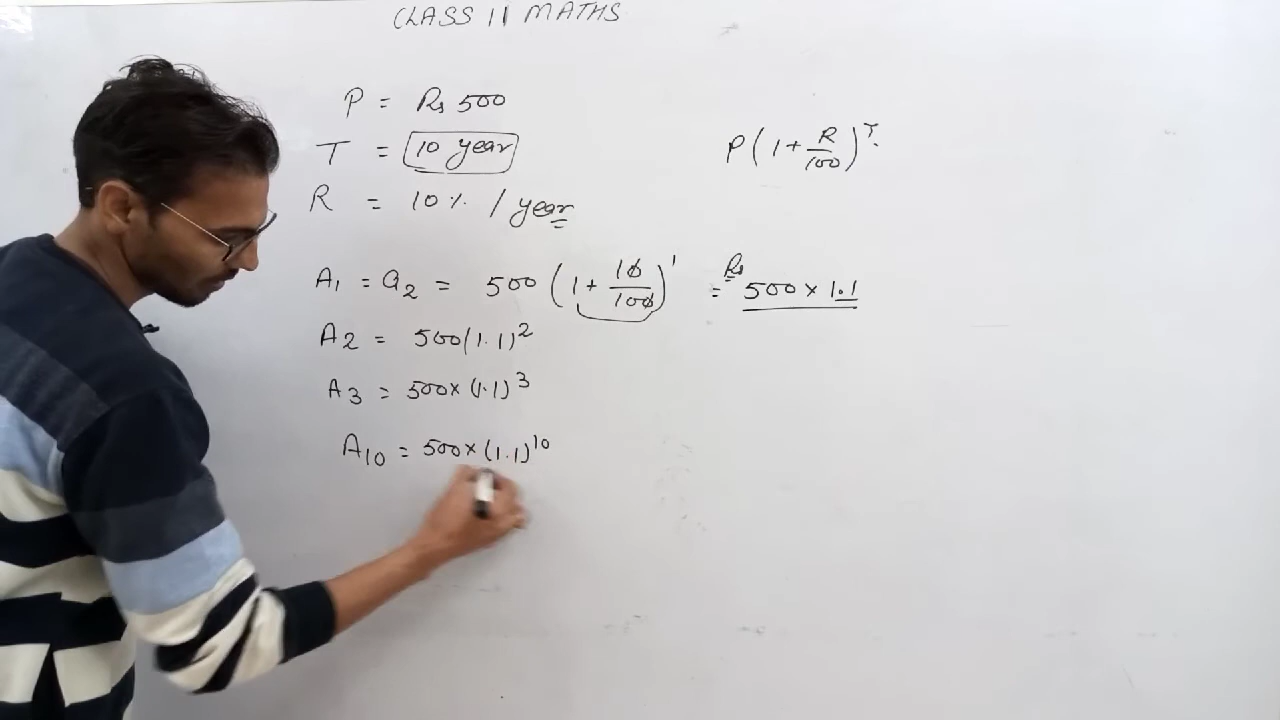 CLASS 11 MATHS
P = Rs 500
T = 10 year
P(1+R/100)^T.
R = 10% / year
A₁ = a₂ = 500 (1+10/100)^1 = Rs 500 × 1.1
A₂ = 500(1.1)^2
A₃ = 500×(1.1)^3
A₁₀ = 500×(1.1)^10